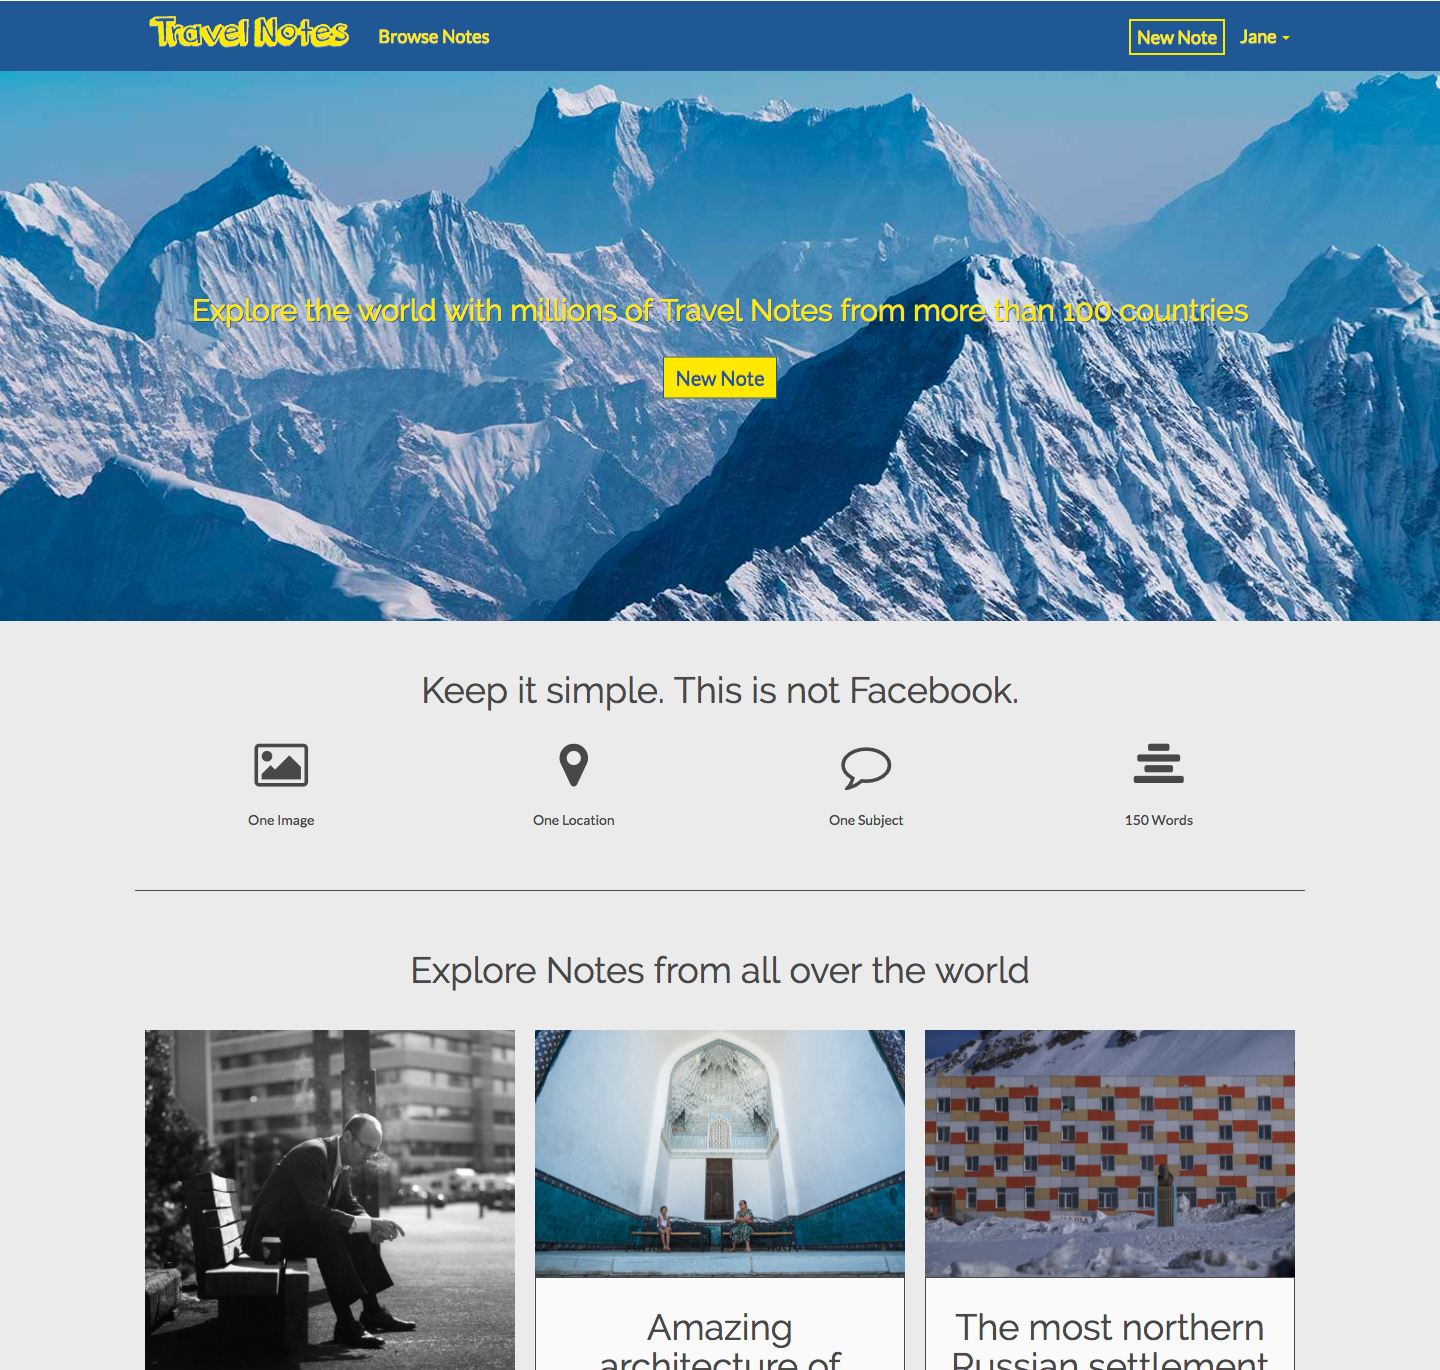 Travel Notes
Browse Notes
New Note
Jane
Explore the world with millions of Travel Notes from more than 100 countries
New Note
Keep it simple. This is not Facebook.
One Image
One Location
One Subject
150 Words
Explore Notes from all over the world
Amazing
architecture of
The most northern
Russian settlement